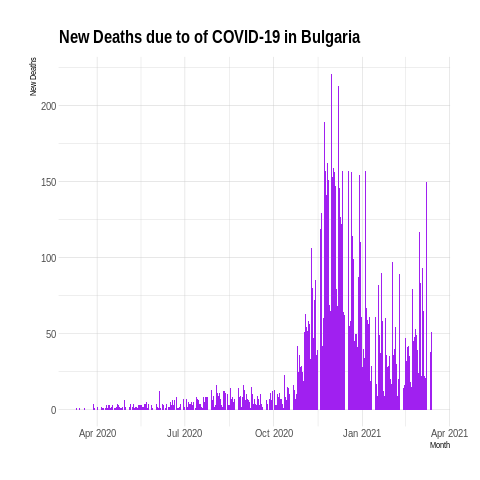 New Deaths due to of COVID-19 in Bulgaria
New Deaths
200
150
100
50
0
Apr 2020
Jul 2020
Oct 2020
Jan 2021
Apr 2021
Month